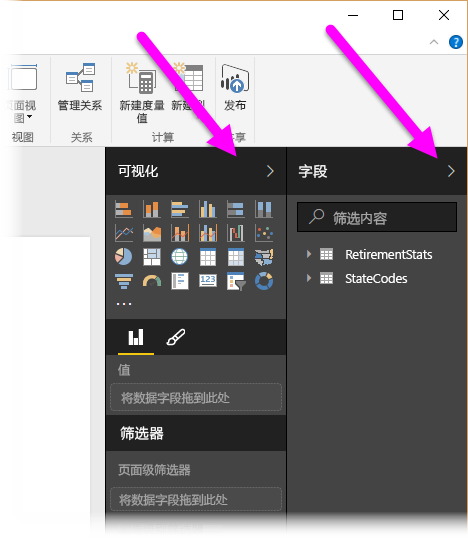 ?
页面视
图
管理关系
新建度量
值
新建列
发布
视图
关系
计算
共享
可视化
字段
筛选内容
RetirementStats
StateCodes
123
...
值
将数据字段拖到此处
筛选器
页面级筛选器
将数据字段拖到此处